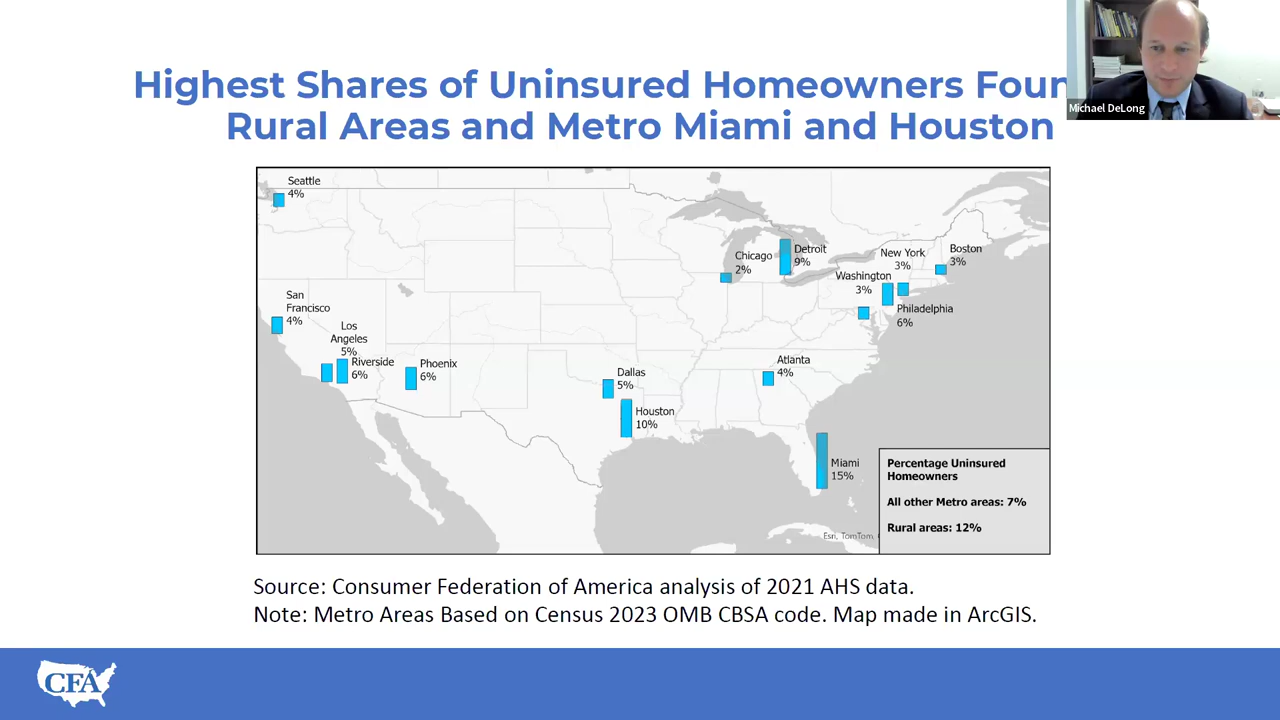 Highest Shares of Uninsured Homeowners Foun
Rural Areas and Metro Miami and Houston
Michael DeLong
Seattle
4%
Chicago
2%
Detroit
9%
New York
3%
Boston
3%
Washington
3%
Philadelphia
6%
San
Francisco
4%
Los
Angeles
5%
Riverside
6%
Phoenix
6%
Dallas
5%
Houston
10%
Atlanta
4%
Miami
15%
Percentage Uninsured
Homeowners
All other Metro areas: 7%
Rural areas: 12%
Esri, TomTom,
Source: Consumer Federation of America analysis of 2021 AHS data.
Note: Metro Areas Based on Census 2023 OMB CBSA code. Map made in ArcGIS.
CFA